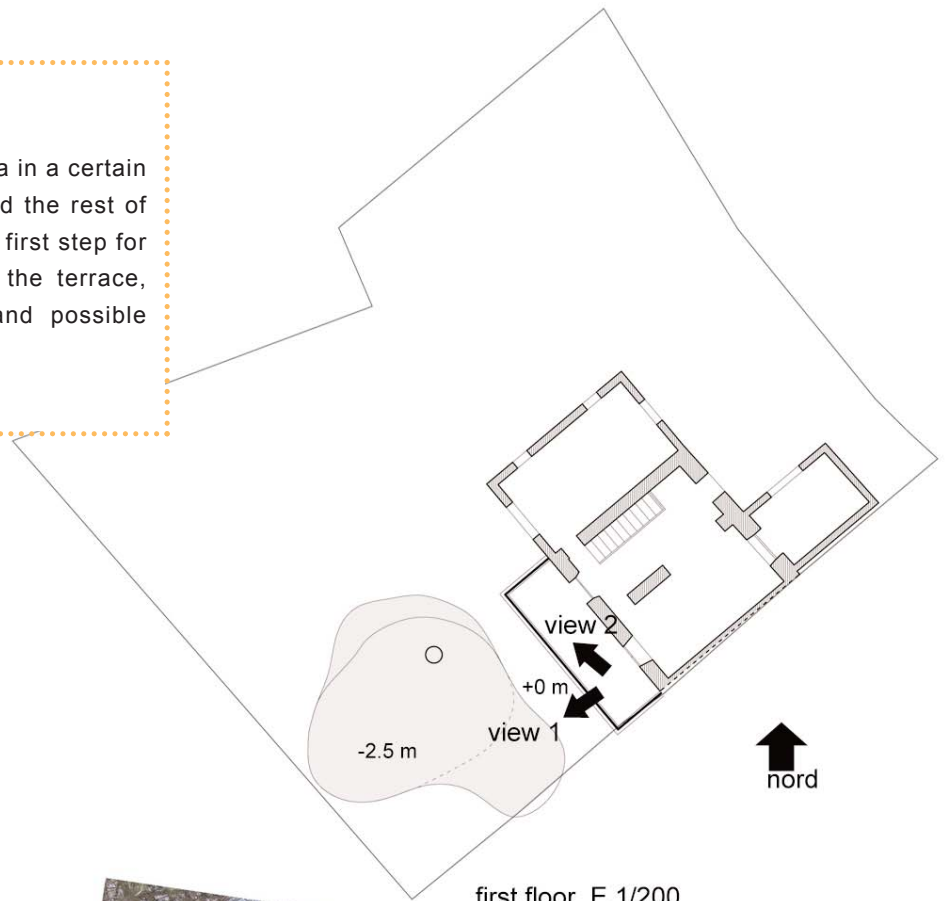 a in a certain
d the rest of
first step for
the terrace,
and possible
view 2
+0 m
view 1
-2.5 m
nord
first floor E 1/200